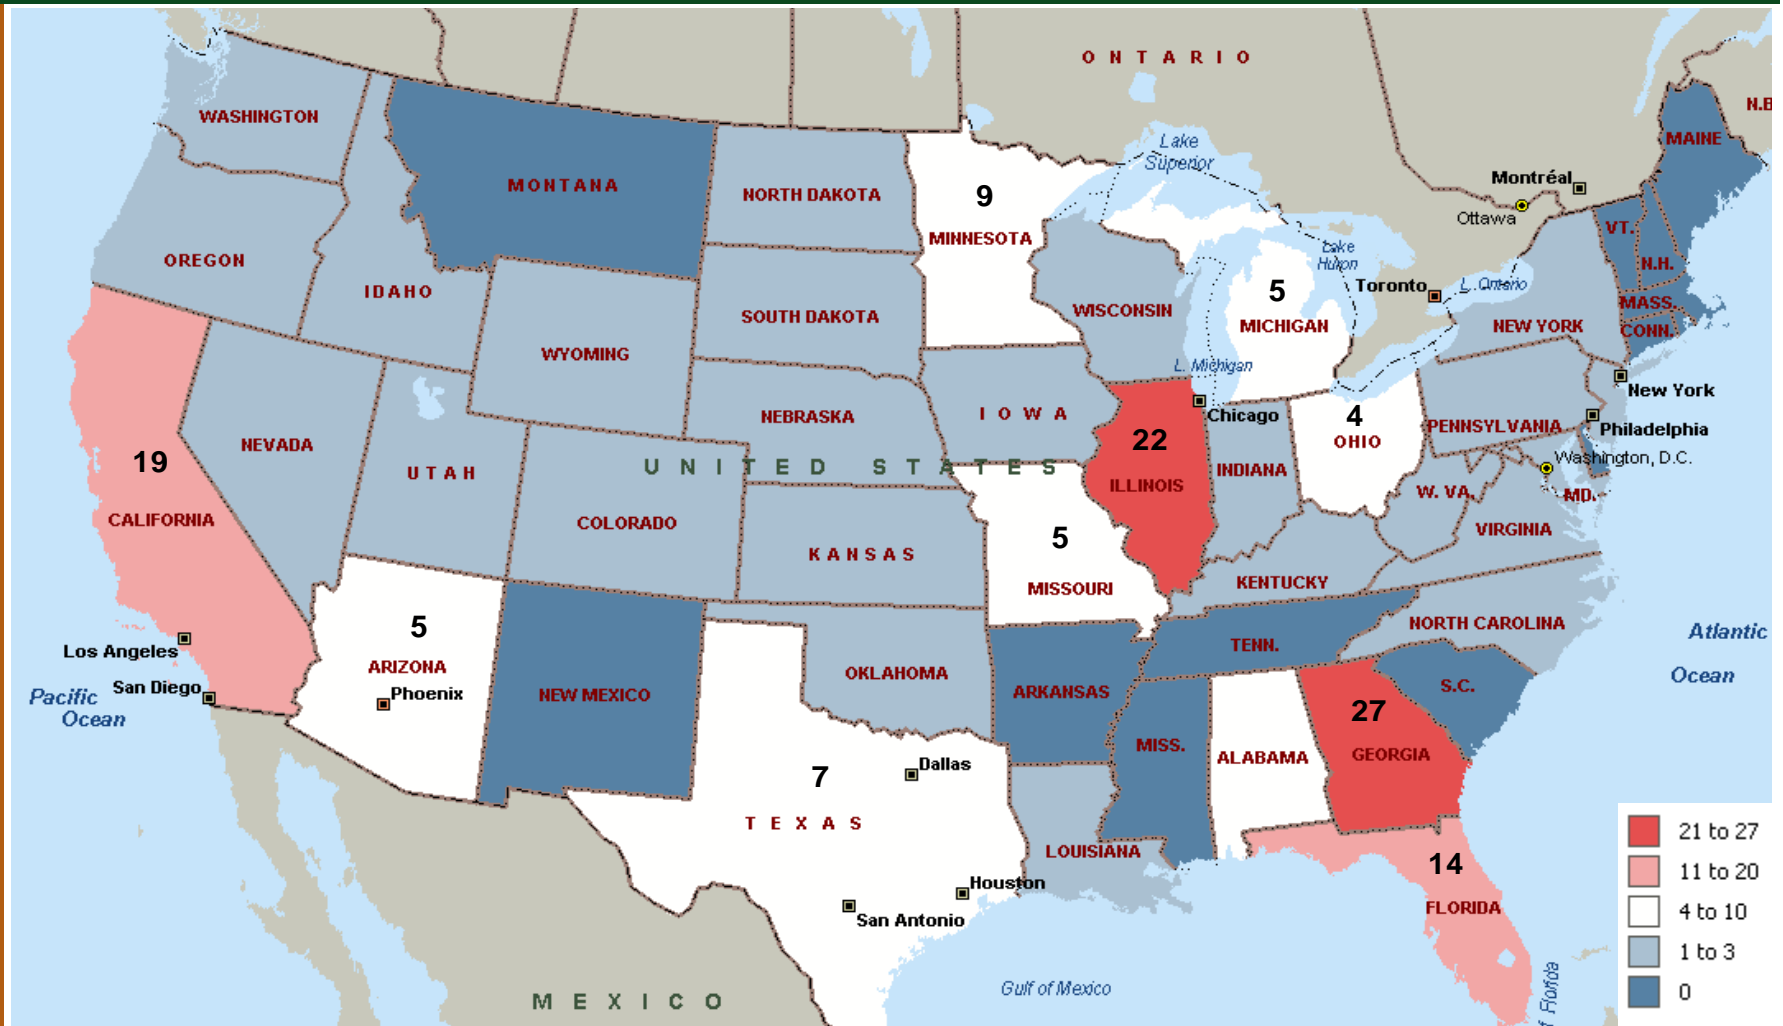 ONTARIO
N.B
WASHINGTON
MAINE
Lake
Superior
MONTANA
NORTH DAKOTA
9
MINNESOTA
Montréal
Ottawa
VT.
N.H.
OREGON
IDAHO
Lake
Huron
5
MICHIGAN
Toronto
L. Ontario
MASS.
CONN.
SOUTH DAKOTA
WISCONSIN
NEW YORK
WYOMING
L. Michigan
New York
NEBRASKA
IOWA
Chicago
4
OHIO
PENNSYLVANIA
Philadelphia
19
CALIFORNIA
NEVADA
UTAH
UNITED STATES
22
ILLINOIS
INDIANA
Washington, D.C.
W. VA.
MD.
VIRGINIA
COLORADO
KANSAS
5
MISSOURI
KENTUCKY
Los Angeles
San Diego
Pacific
Ocean
5
ARIZONA
Phoenix
NEW MEXICO
OKLAHOMA
ARKANSAS
TENN.
NORTH CAROLINA
S.C.
Atlantic
Ocean
MISS.
ALABAMA
27
GEORGIA
7
TEXAS
Dallas
LOUISIANA
Houston
San Antonio
14
FLORIDA
Gulf of Mexico
f Florida
MEXICO
21 to 27
11 to 20
4 to 10
1 to 3
0